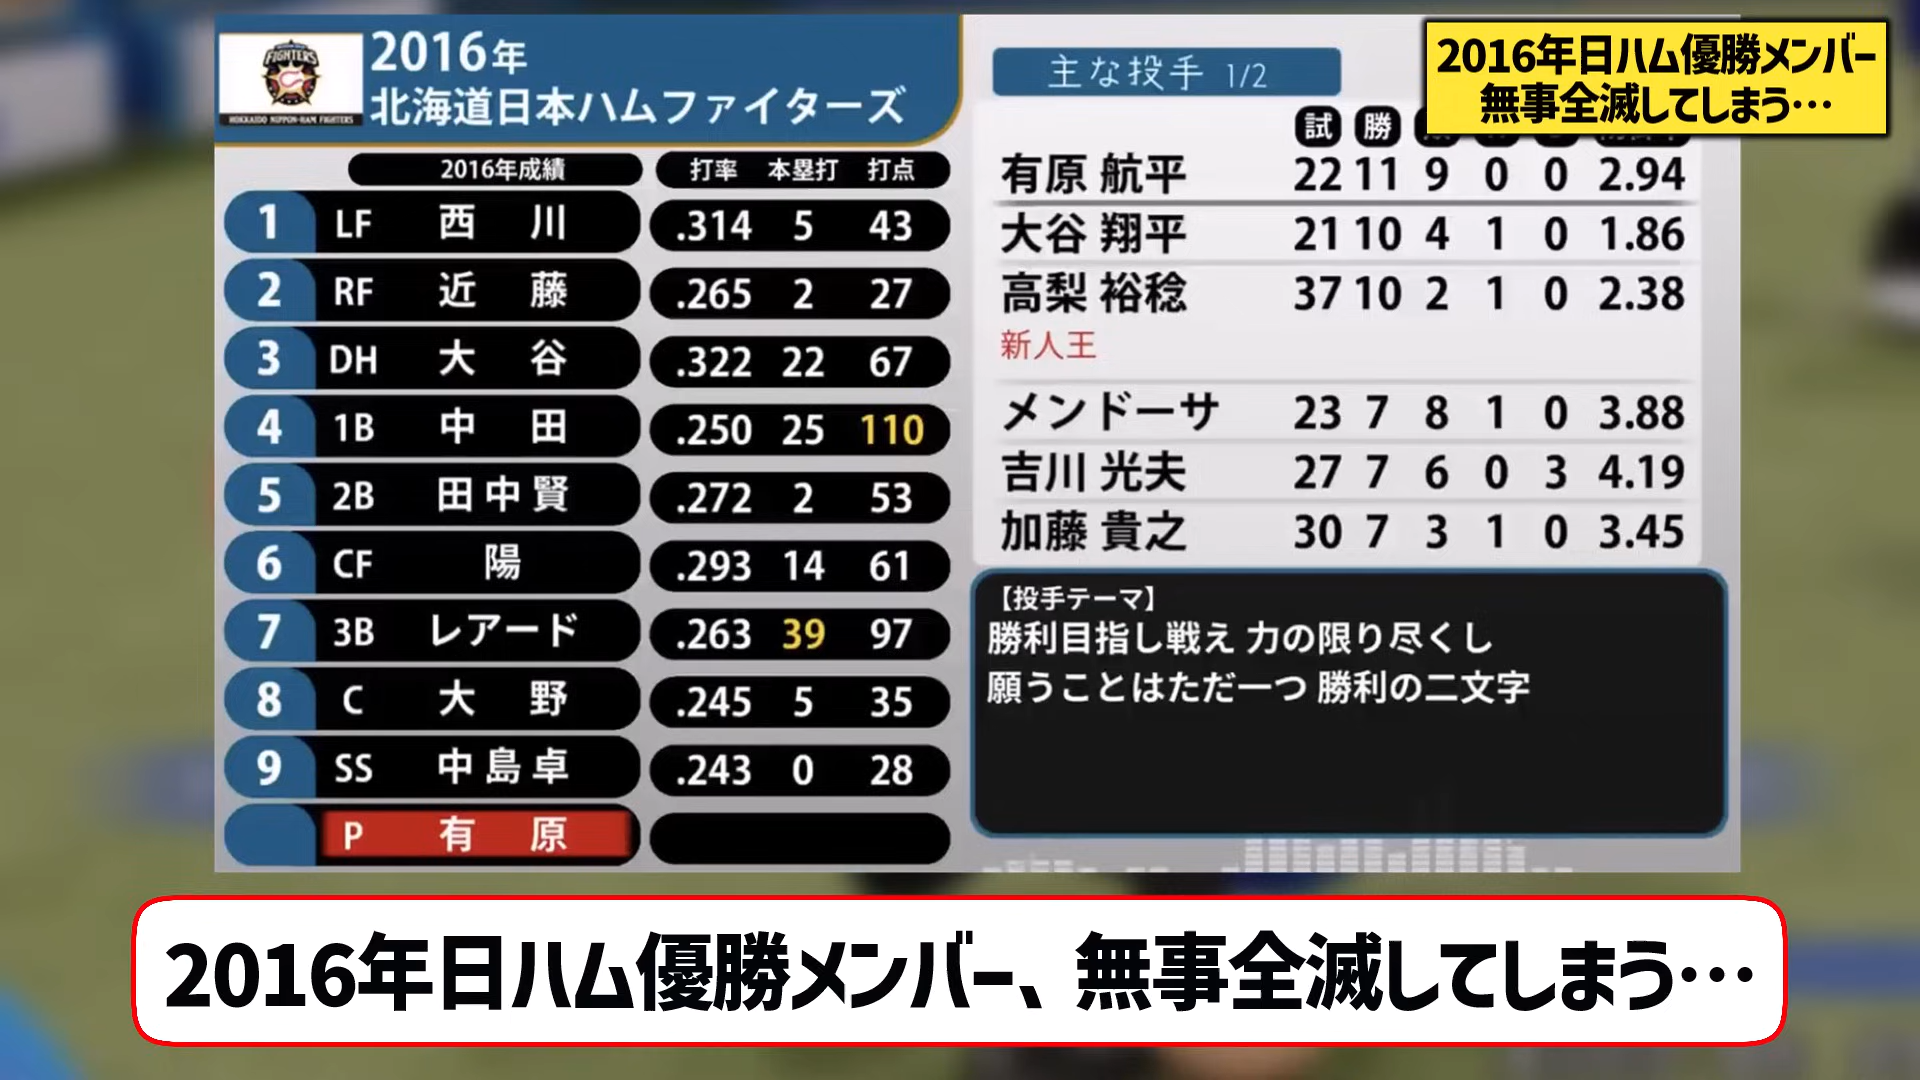 FIGHTERS
HOKKAIDO NIPPON-HAM FIGHTERS
2016年
北海道日本ハムファイターズ
2016年成績 打率 本塁打 打点
1 LF 西川 .314 5 43
2 RF 近藤 .265 2 27
3 DH 大谷 .322 22 67
4 1B 中田 .250 25 110
5 2B 田中賢 .272 2 53
6 CF 陽 .293 14 61
7 3B レアード .263 39 97
8 C 大野 .245 5 35
9 SS 中島卓 .243 0 28
P 有原
主な投手 1/2
試 勝
有原 航平 22 11 9 0 0 2.94
大谷 翔平 21 10 4 1 0 1.86
高梨 裕稔 37 10 2 1 0 2.38
新人王
メンドーサ 23 7 8 1 0 3.88
吉川 光夫 27 7 6 0 3 4.19
加藤 貴之 30 7 3 1 0 3.45
【投手テーマ】
勝利目指し戦え 力の限り尽くし
願うことはただ一つ 勝利の二文字
2016年日ハム優勝メンバー
無事全滅してしまう…
2016年日ハム優勝メンバー、無事全滅してしまう…